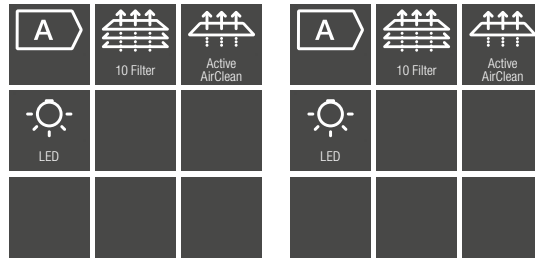 A
10 Filter
Active
AirClean
LED
A
10 Filter
Active
AirClean
LED